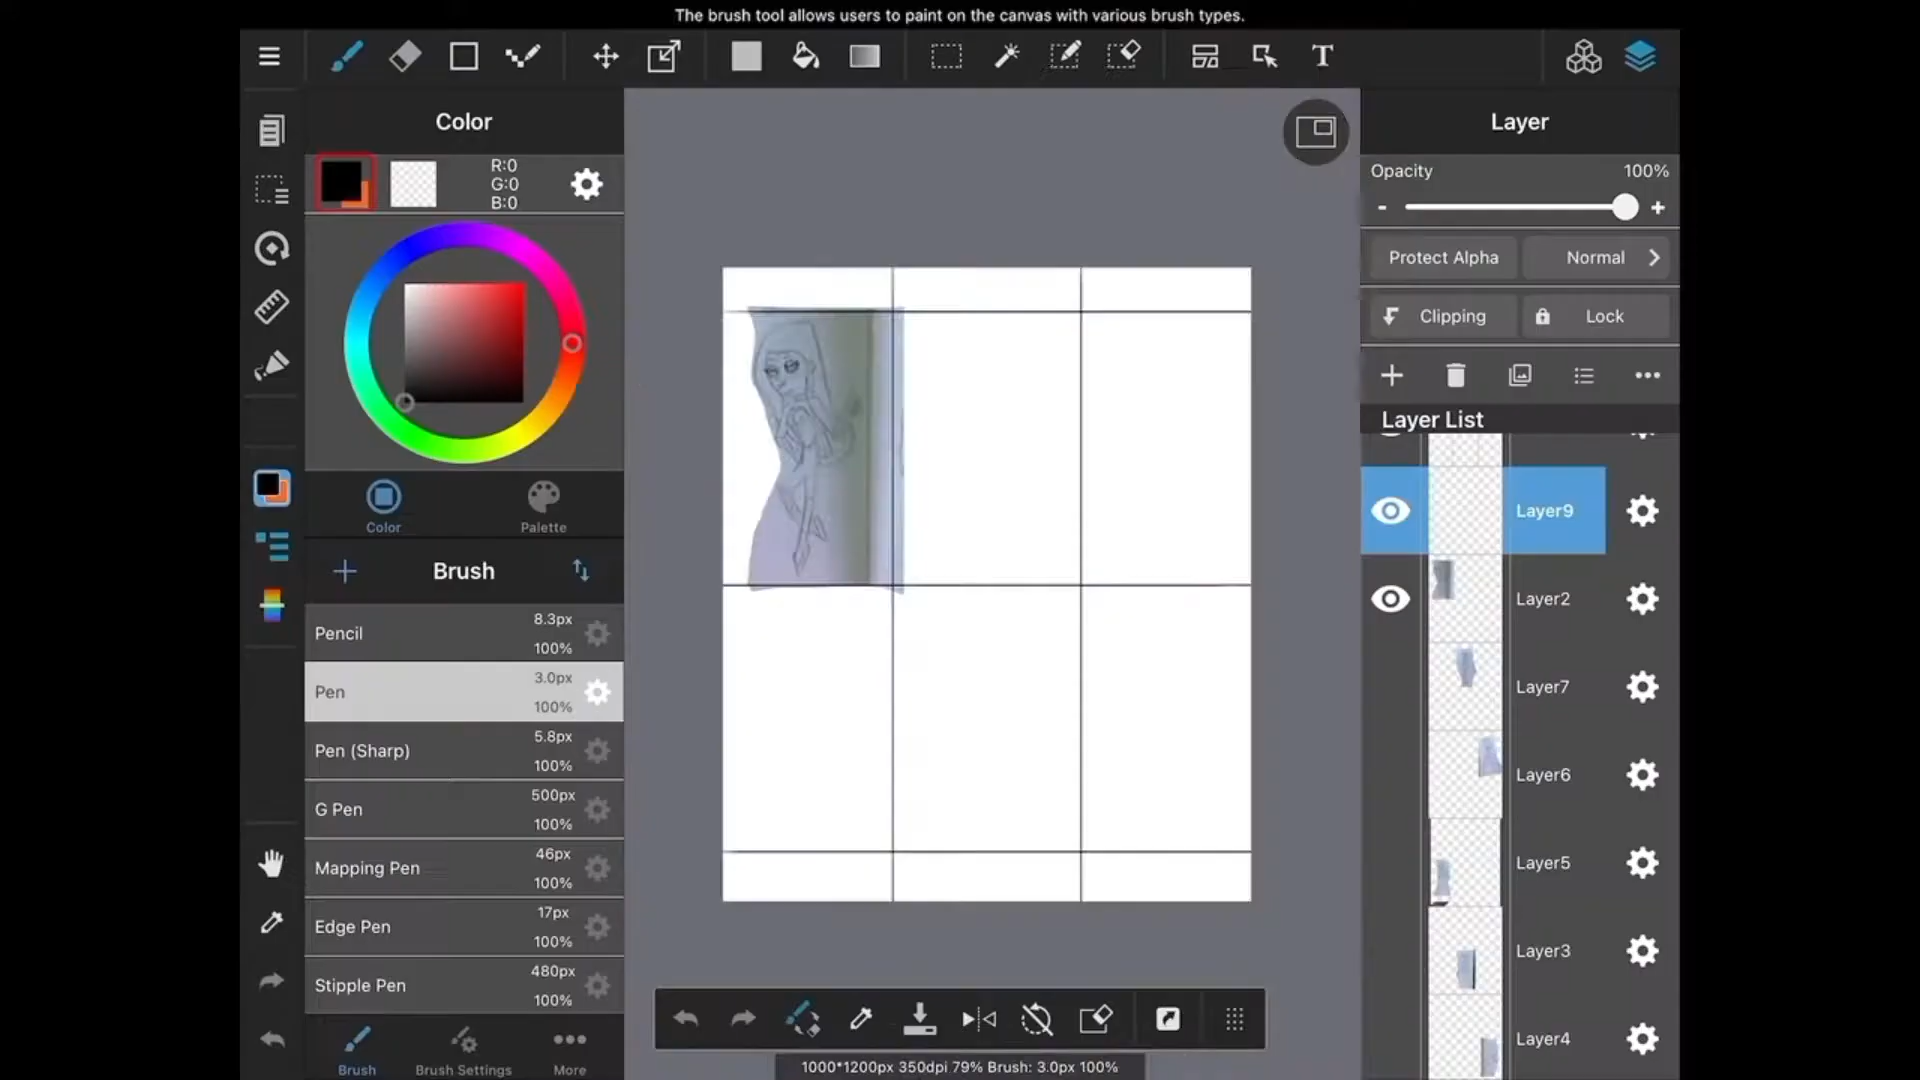 The brush tool allows users to paint on the canvas with various brush types.
T
Color
R:0
G:0
B:0
Color
Palette
Brush
Pencil
8.3px
100%
Pen
3.0px
100%
Pen (Sharp)
5.8px
100%
G Pen
500px
100%
Mapping Pen
46px
100%
Edge Pen
17px
100%
Stipple Pen
480px
100%
Brush
Brush Settings
More
1000*1200px 350dpi 79% Brush: 3.0px 100%
Layer
Opacity
100%
- +
Protect Alpha
Normal
Clipping
Lock
Layer List
Layer9
Layer2
Layer7
Layer6
Layer5
Layer3
Layer4